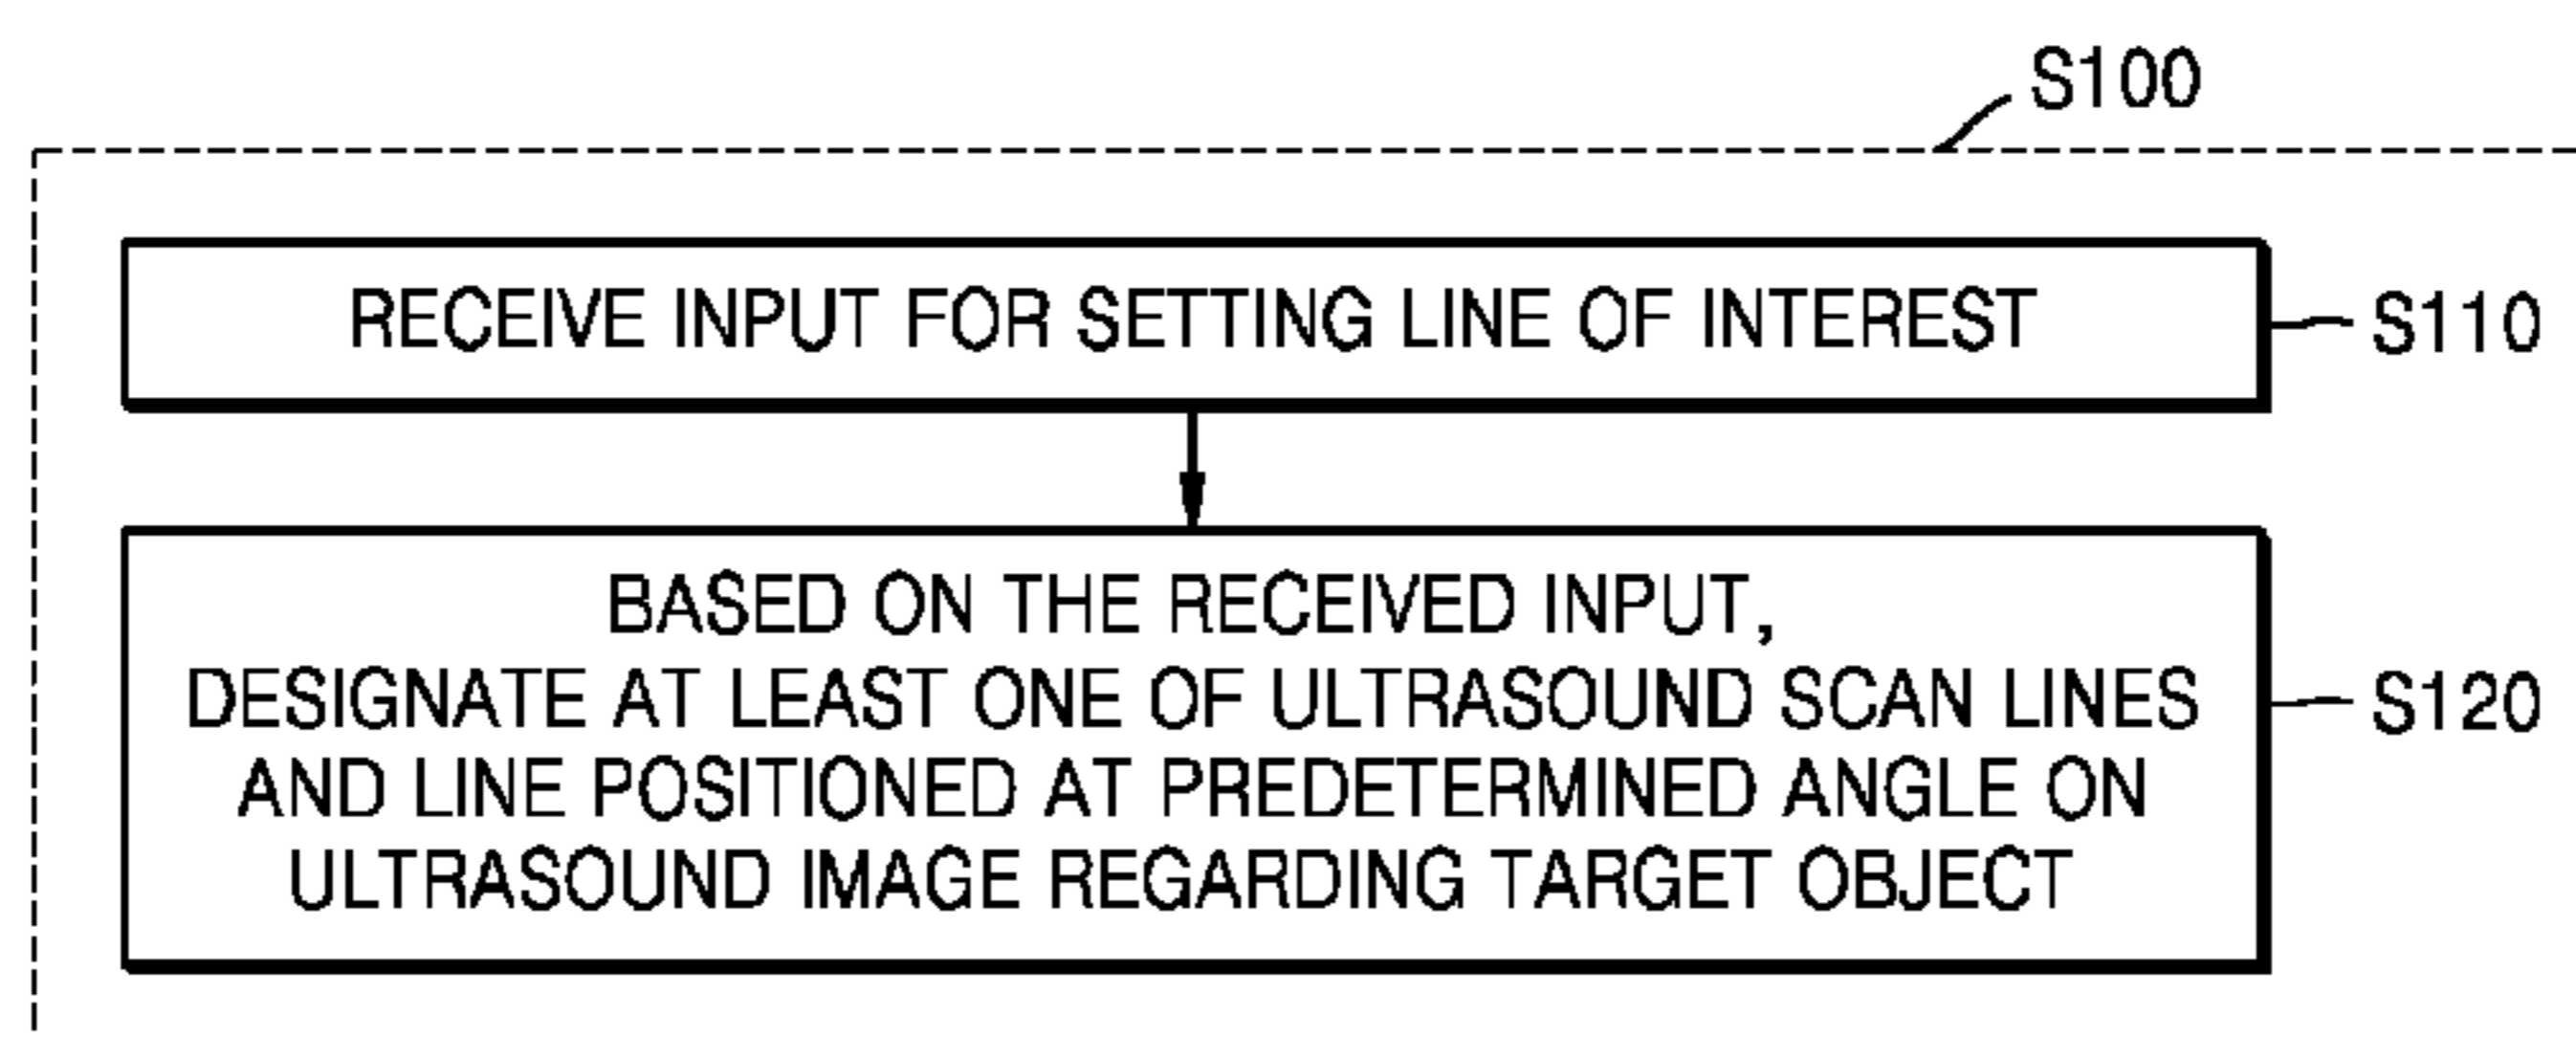 S100
RECEIVE INPUT FOR SETTING LINE OF INTEREST
S110
BASED ON THE RECEIVED INPUT,
DESIGNATE AT LEAST ONE OF ULTRASOUND SCAN LINES
AND LINE POSITIONED AT PREDETERMINED ANGLE ON
ULTRASOUND IMAGE REGARDING TARGET OBJECT
S120